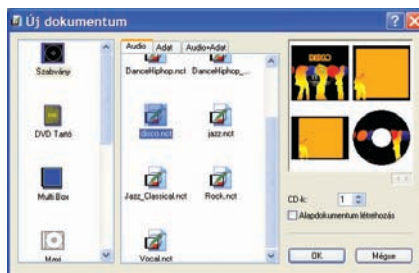 Új dokumentum
Audio Adat Audio+Adat
Szabvány
DVD Tartó
Multi Box
Maxi
DanceHiphop.nct DanceHiphop_...
disco.nct jazz.nct
Jazz_Classical.nct Rock.nct
Vocal.nct
DISCO
CD-k: 1
Alapdokumentum létrehozás
OK Mégse